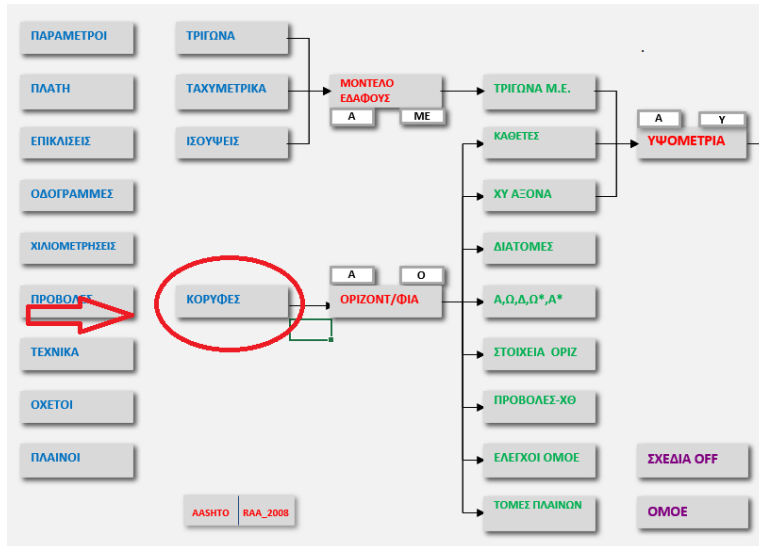 ΠΑΡΑΜΕΤΡΟΙ
ΤΡΙΓΩΝΑ
ΠΛΑΤΗ
ΤΑΧΥΜΕΤΡΙΚΑ
ΜΟΝΤΕΛΟ
ΕΔΑΦΟΥΣ
ΤΡΙΓΩΝΑ Μ.Ε.
Α
ΜΕ
Α
Υ
ΕΠΙΚΛΙΣΕΙΣ
ΙΣΟΥΨΕΙΣ
ΚΑΘΕΤΕΣ
ΥΨΟΜΕΤΡΙΑ
ΟΔΟΓΡΑΜΜΕΣ
ΧΥ ΑΞΟΝΑ
ΧΙΛΙΟΜΕΤΡΗΣΕΙΣ
ΔΙΑΤΟΜΕΣ
Α
Ο
ΠΡΟΒΟΛΕΣ
ΚΟΡΥΦΕΣ
ΟΡΙΖΟΝΤ/ΦΙΑ
Α,Ω,Δ,Ω*,Α*
ΤΕΧΝΙΚΑ
ΣΤΟΙΧΕΙΑ ΟΡΙΖ
ΟΧΕΤΟΙ
ΠΡΟΒΟΛΕΣ-ΧΘ
ΠΛΑΙΝΟΙ
ΕΛΕΓΧΟΙ ΟΜΟΕ
ΣΧΕΔΙΑ OFF
AASHTO
RAA_2008
ΤΟΜΕΣ ΠΛΑΙΝΩΝ
ΟΜΟΕ